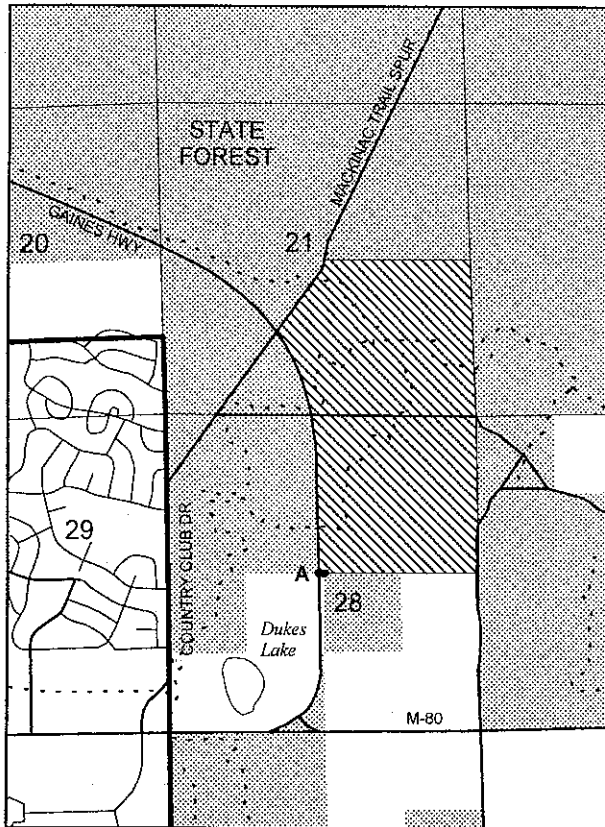 STATE
FOREST
MACKINAC TRAIL SPUR
GAINES HWY
20
21
29
COUNTRY CLUB DR
A
28
Dukes
Lake
M-80